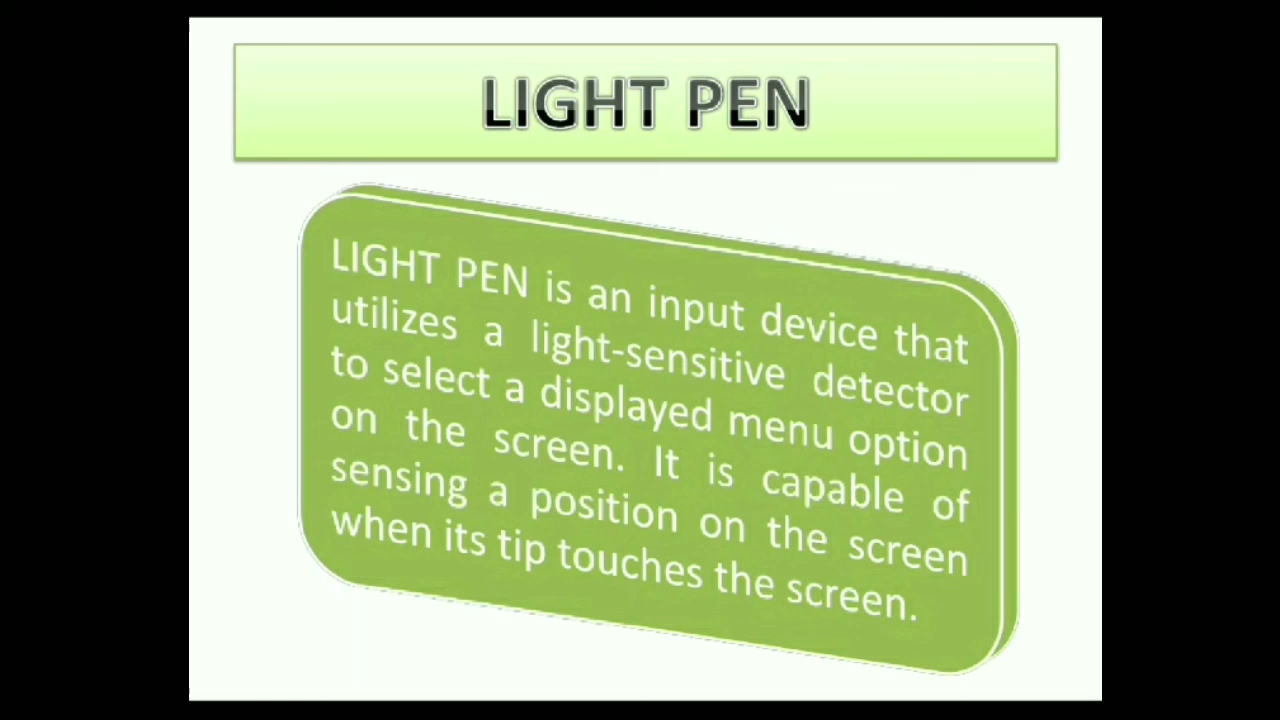 LIGHT PEN
LIGHT PEN is an input device that
utilizes a light-sensitive detector
to select a displayed menu option
on the screen. It is capable of
sensing a position on the screen
when its tip touches the screen.